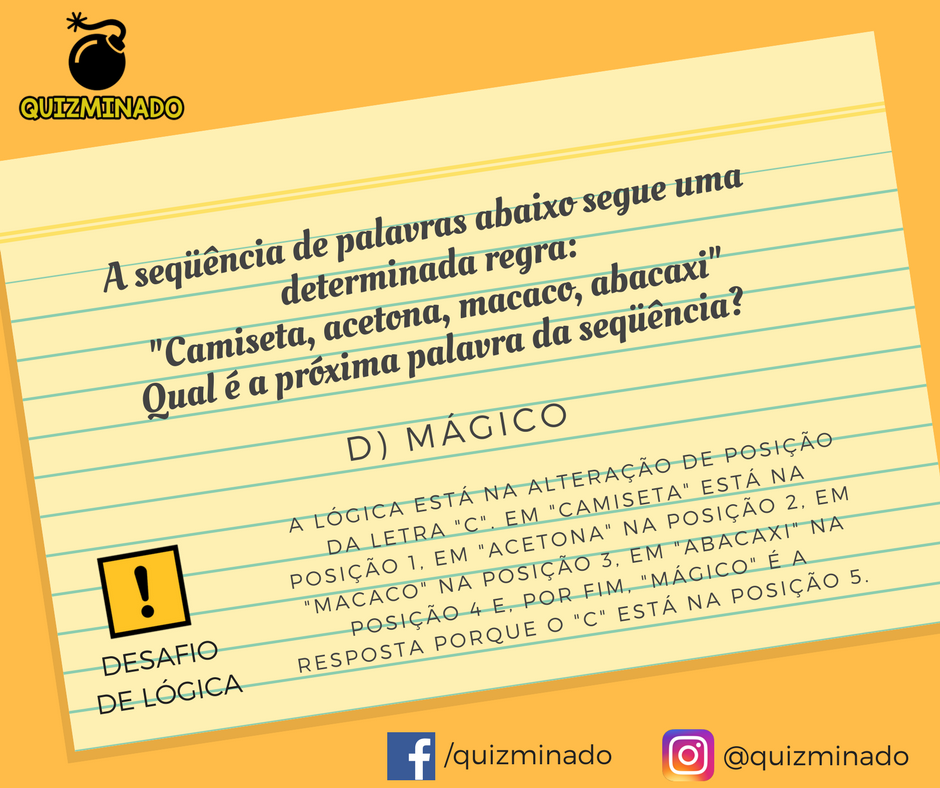 QUIZMINADO
A seqüência de palavras abaixo segue uma
determinada regra:
"Camiseta, acetona, macaco, abacaxi"
Qual é a próxima palavra da seqüência?
D) MÁGICO
A LÓGICA ESTÁ NA ALTERAÇÃO DE POSIÇÃO
DA LETRA "C". EM "CAMISETA" ESTÁ NA
POSIÇÃO 1, EM "ACETONA" NA POSIÇÃO 2, EM
"MACACO" NA POSIÇÃO 3, EM "ABACAXI" NA
POSIÇÃO 4 E, POR FIM, "MÁGICO" É A
RESPOSTA PORQUE O "C" ESTÁ NA POSIÇÃO 5.
!
DESAFIO
DE LÓGICA
f /quizminado
@quizminado